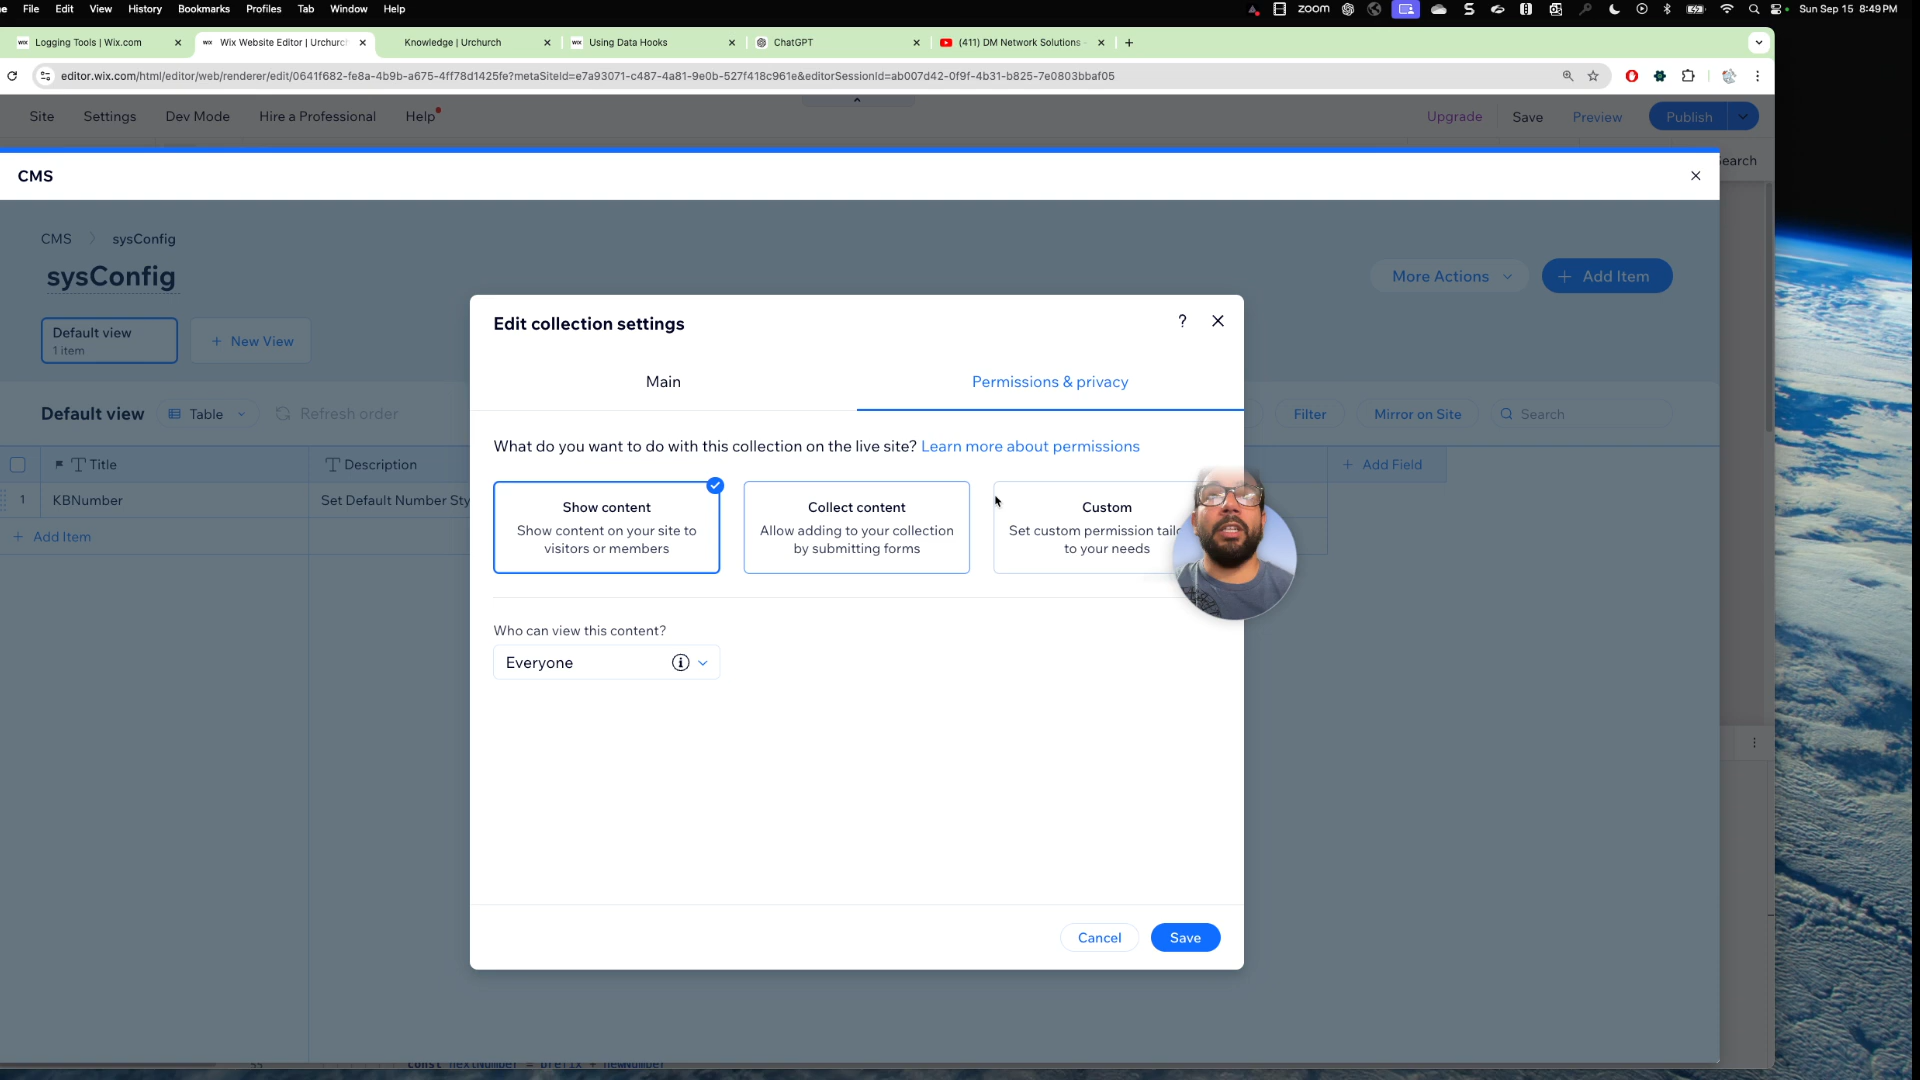 File Edit View History Bookmarks Profiles Tab Window Help
zoom
Sun Sep 15 8:49 PM
Logging Tools | Wix.com
Wix Website Editor | Urchurc
Knowledge | Urchurch
Using Data Hooks
ChatGPT
(411) DM Network Solutions
editor.wix.com/html/editor/web/renderer/edit/0641f682-fe8a-4b9b-a675-4ff78d1425fe?metaSiteId=e7a93071-c487-4a81-9e0b-527f418c961e&editorSessionId=ab007d42-0f9f-4b31-b825-7e0803bbaf05
Site Settings Dev Mode Hire a Professional Help
Upgrade Save Preview Publish
earch
CMS
CMS > sysConfig
sysConfig
More Actions
+ Add Item
Default view
1 item
+ New View
Default view
Table
Refresh order
Filter
Mirror on Site
Search
Title
Description
+ Add Field
1 KBNumber
Set Default Number Sty
+ Add Item
Edit collection settings
?
Main
Permissions & privacy
What do you want to do with this collection on the live site? Learn more about permissions
Show content
Show content on your site to
visitors or members
Collect content
Allow adding to your collection
by submitting forms
Custom
Set custom permission tail
to your needs
Who can view this content?
Everyone
Cancel
Save
55 const nextNumber = prefix + newNumber